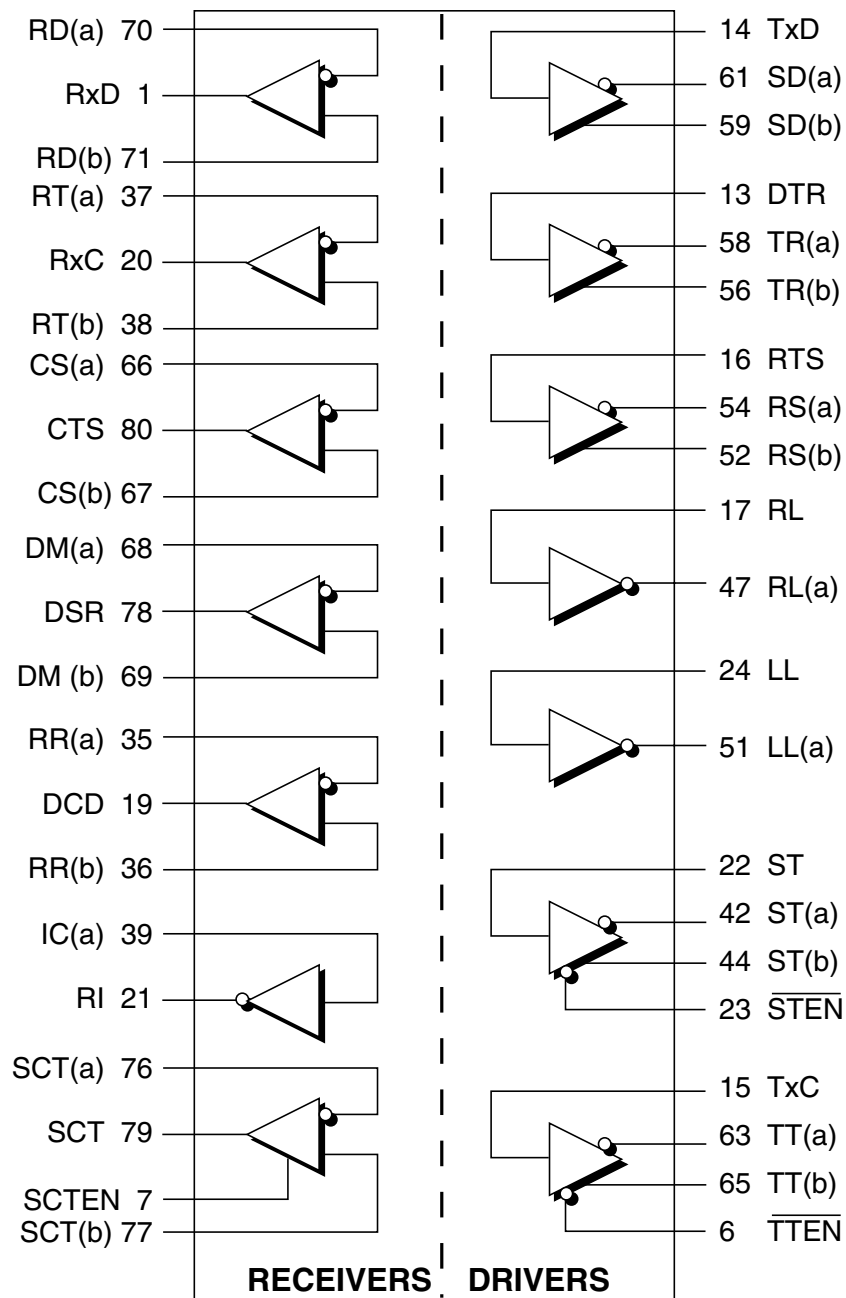 RD(a) 70
RxD 1
RD(b) 71
RT(a) 37
RxC 20
RT(b) 38
CS(a) 66
CTS 80
CS(b) 67
DM(a) 68
DSR 78
DM (b) 69
RR(a) 35
DCD 19
RR(b) 36
IC(a) 39
RI 21
SCT(a) 76
SCT 79
SCTEN 7
SCT(b) 77
RECEIVERS
14 TxD
61 SD(a)
59 SD(b)
13 DTR
58 TR(a)
56 TR(b)
16 RTS
54 RS(a)
52 RS(b)
17 RL
47 RL(a)
24 LL
51 LL(a)
22 ST
42 ST(a)
44 ST(b)
23 S̅T̅E̅N̅
15 TxC
63 TT(a)
65 TT(b)
6 T̅T̅E̅N̅
DRIVERS